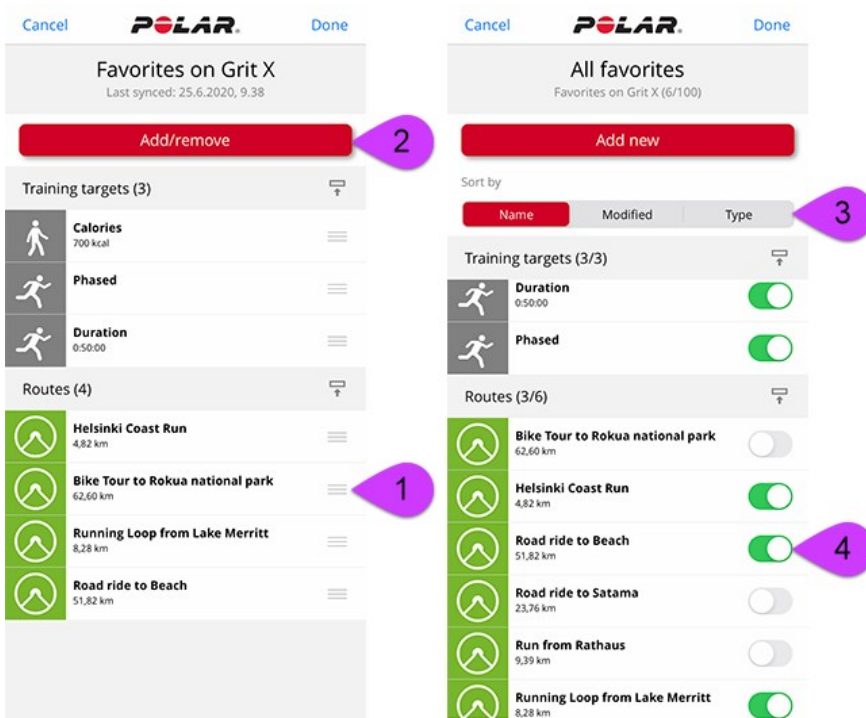 Cancel POLAR. Done
Favorites on Grit X
Last synced: 25.6.2020, 9.38
Add/remove
2
Training targets (3)
Calories
700 kcal
Phased
Duration
0:50:00
Routes (4)
Helsinki Coast Run
4,82 km
Bike Tour to Rokua national park
62,60 km
1
Running Loop from Lake Merritt
8,28 km
Road ride to Beach
51,82 km
Cancel POLAR. Done
All favorites
Favorites on Grit X (6/100)
Add new
Sort by
Name Modified Type
3
Training targets (3/3)
Duration
0:50:00
Phased
Routes (3/6)
Bike Tour to Rokua national park
62,60 km
Helsinki Coast Run
4,82 km
Road ride to Beach
51,82 km
4
Road ride to Satama
23,76 km
Run from Rathaus
9,39 km
Running Loop from Lake Merritt
8,28 km